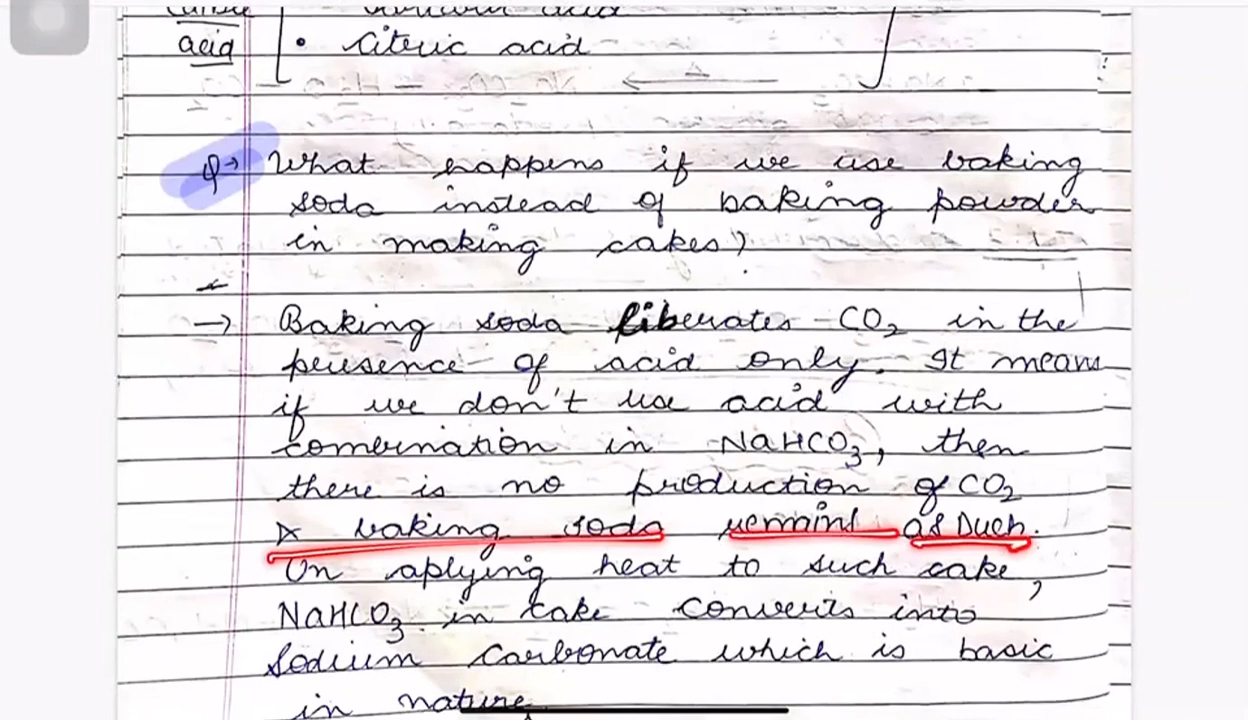 acid
• Citeric acid
Q→ What happens if we use baking
soda instead of baking powder
in making cakes?
→ Baking soda liberates CO2 in the
presence of acid only. It means
if we don't use acid with
combination in NaHCO3, then
there is no production of CO2
& baking soda remains as such.
On aplying heat to such cake,
NaHCO3 in cake converts into
Sodium Carbonate which is basic
in nature